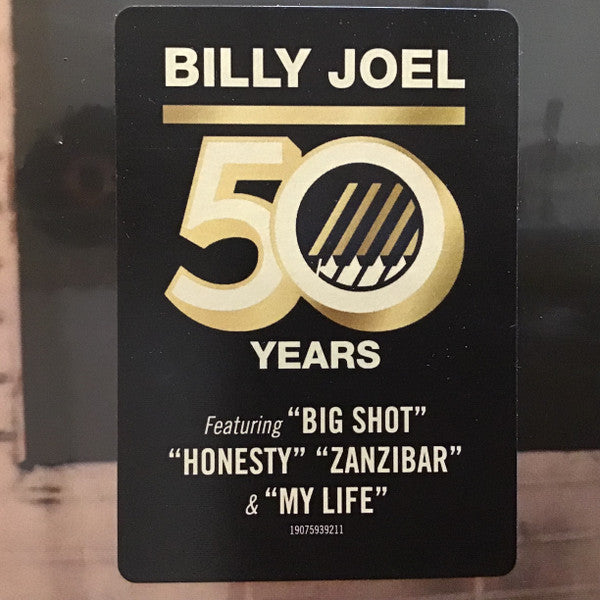 BILLY JOEL
50
YEARS
Featuring “BIG SHOT”
“HONESTY” “ZANZIBAR”
& “MY LIFE”
19075939211